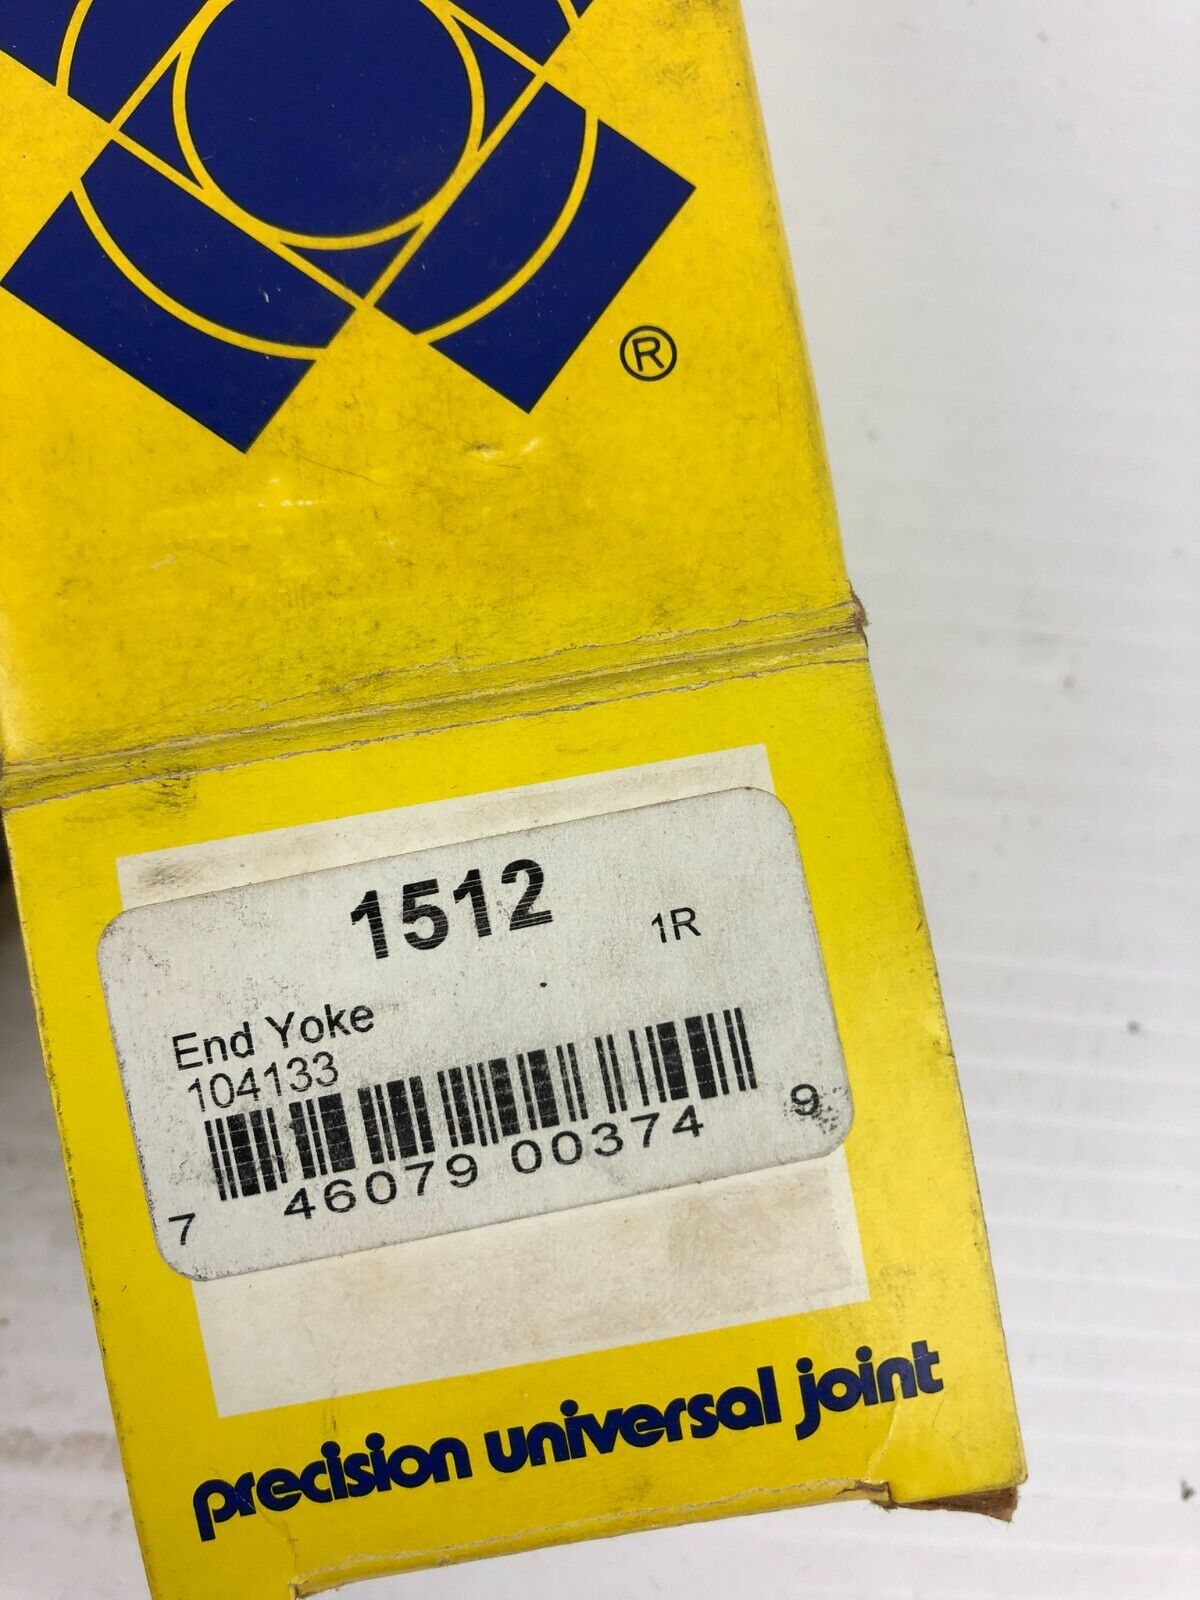 ®
1512 1R
End Yoke
104133
7 46079 00374 9
precision universal joint